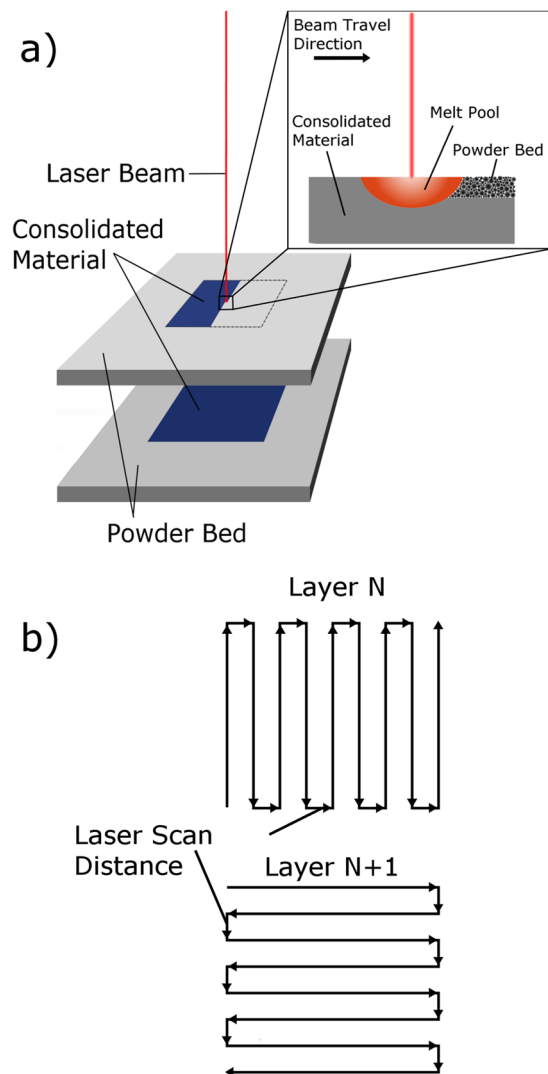 a)
Beam Travel
Direction
Consolidated
Material
Melt Pool
Powder Bed
Laser Beam
Consolidated
Material
Powder Bed
b)
Layer N
Laser Scan
Distance
Layer N+1